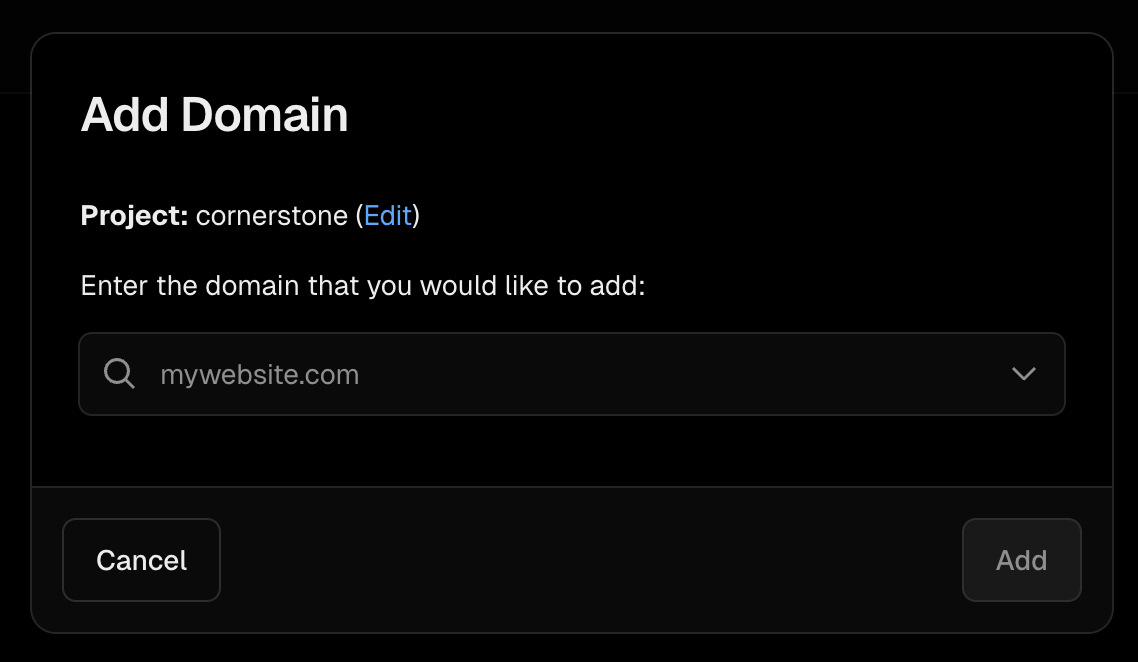 Add Domain
Project: cornerstone (Edit)
Enter the domain that you would like to add:
mywebsite.com
Cancel
Add